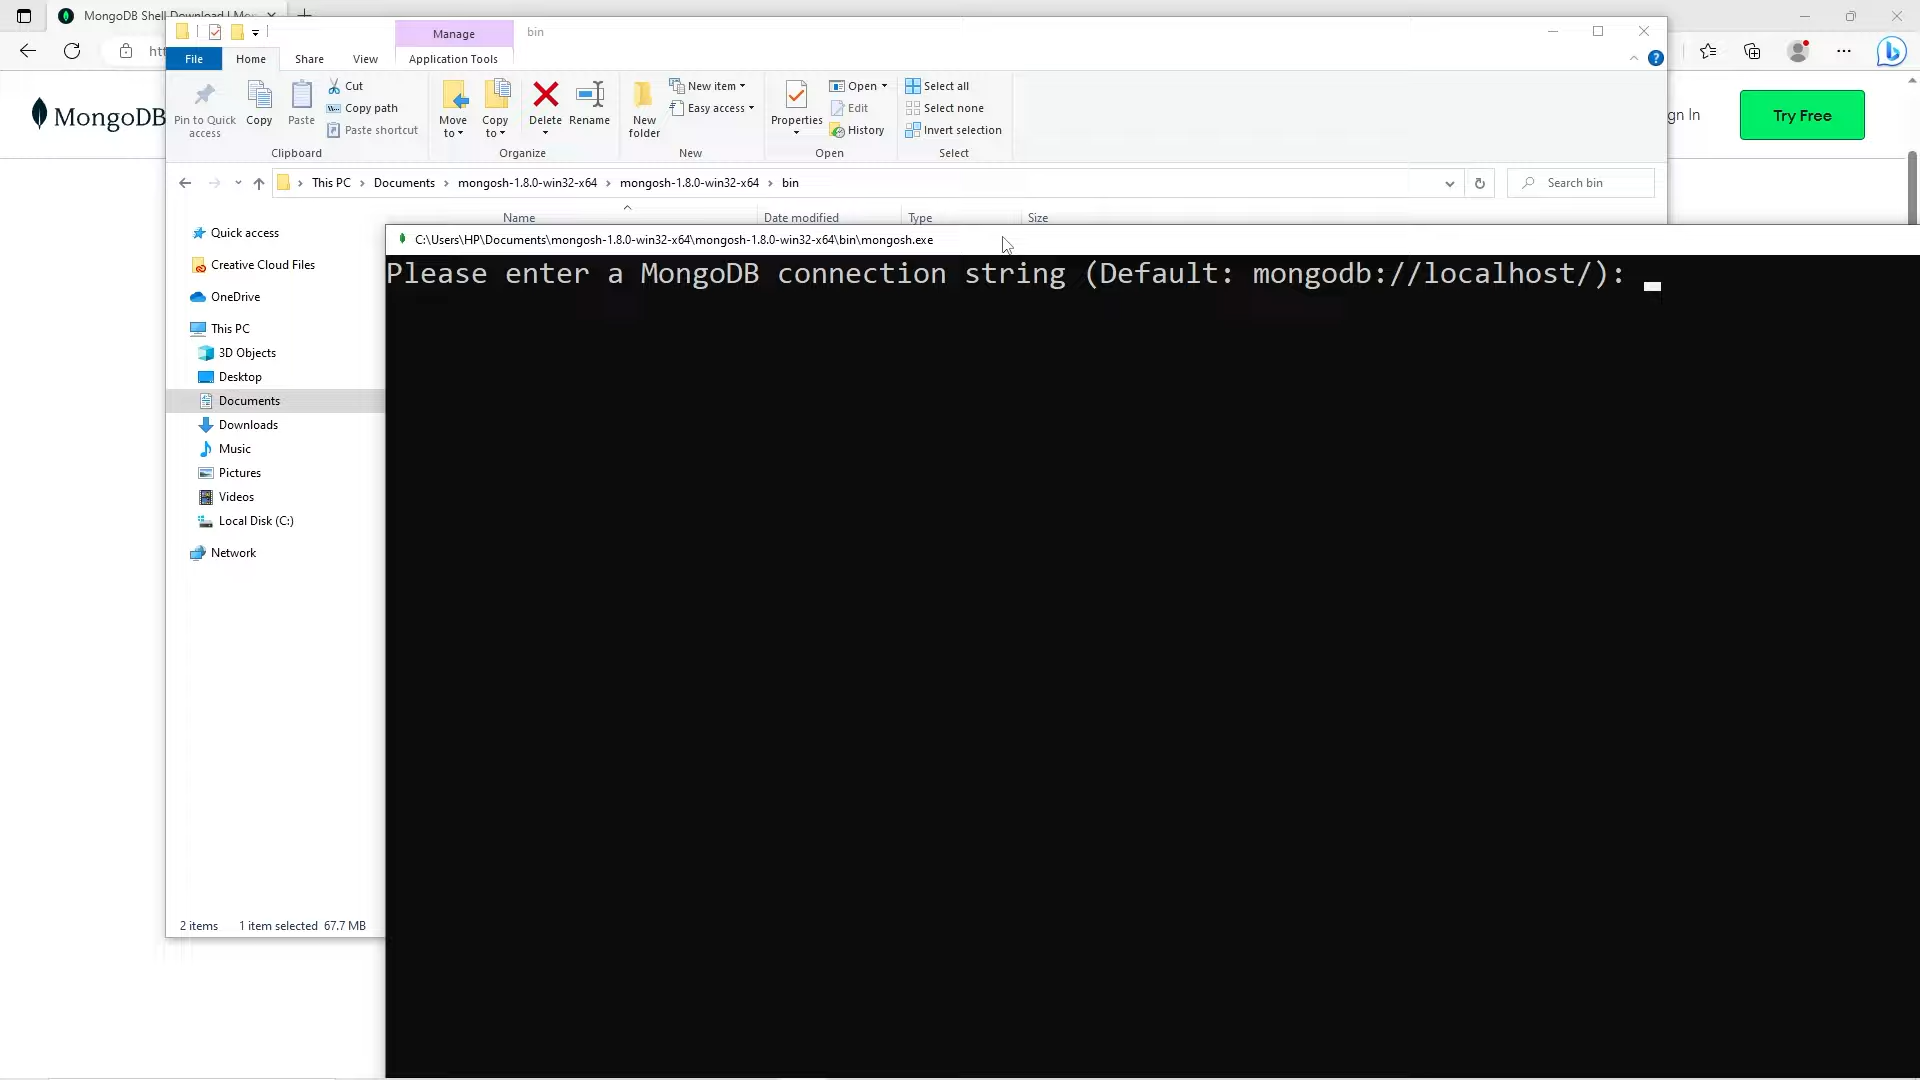 MongoDB Shell Download | Mo
bin
Manage
File
Home
Share
View
Application Tools
MongoDB
gn In
Try Free
Pin to Quick access
Copy
Paste
Cut
Copy path
Paste shortcut
Clipboard
Move to
Copy to
Delete
Rename
Organize
New folder
New item
Easy access
New
Properties
Open
Edit
History
Open
Select all
Select none
Invert selection
Select
This PC > Documents > mongosh-1.8.0-win32-x64 > mongosh-1.8.0-win32-x64 > bin
Search bin
Name
Date modified
Type
Size
Quick access
Creative Cloud Files
OneDrive
This PC
3D Objects
Desktop
Documents
Downloads
Music
Pictures
Videos
Local Disk (C:)
Network
2 items
1 item selected 67.7 MB
C:\Users\HP\Documents\mongosh-1.8.0-win32-x64\mongosh-1.8.0-win32-x64\bin\mongosh.exe
Please enter a MongoDB connection string (Default: mongodb://localhost/):